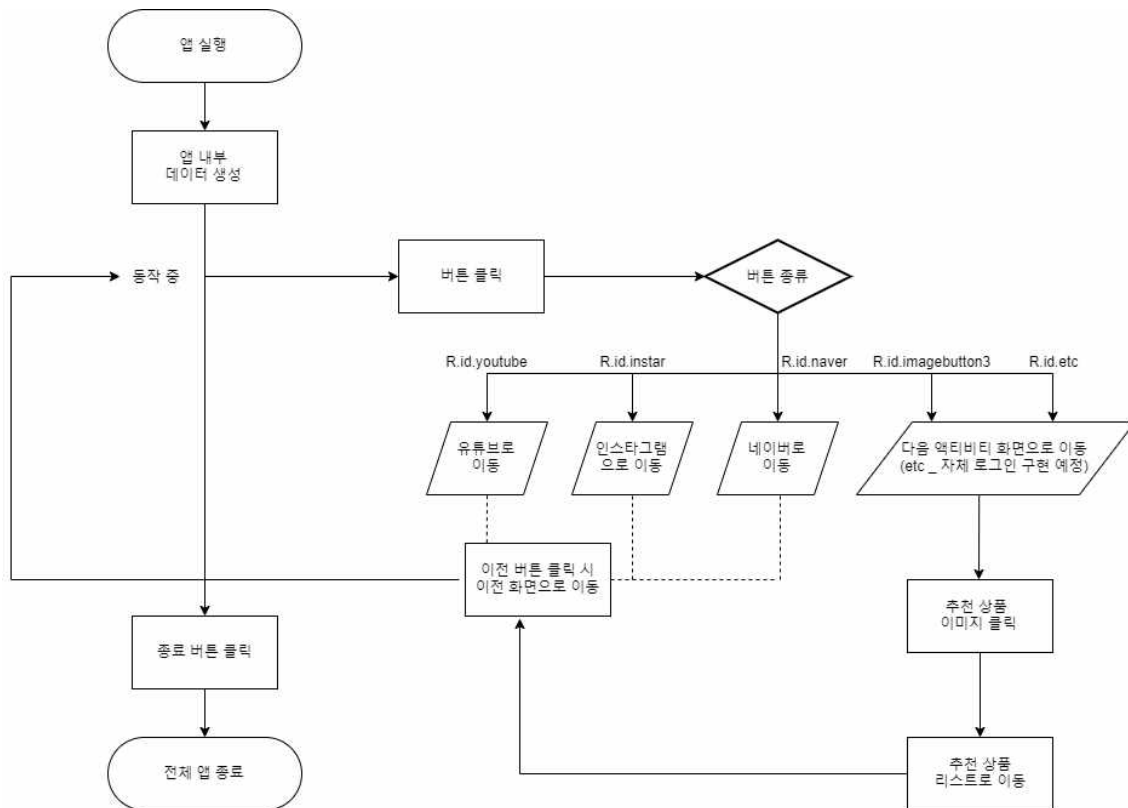 앱 실행
앱 내부
데이터 생성
동작 중
버튼 클릭
버튼 종류
R.id.youtube
R.id.instar
R.id.naver
R.id.imagebutton3
R.id.etc
유튜브로
이동
인스타그램
으로 이동
네이버로
이동
다음 액티비티 화면으로 이동
(etc _ 자체 로그인 구현 예정)
이전 버튼 클릭 시
이전 화면으로 이동
추천 상품
이미지 클릭
종료 버튼 클릭
전체 앱 종료
추천 상품
리스트로 이동